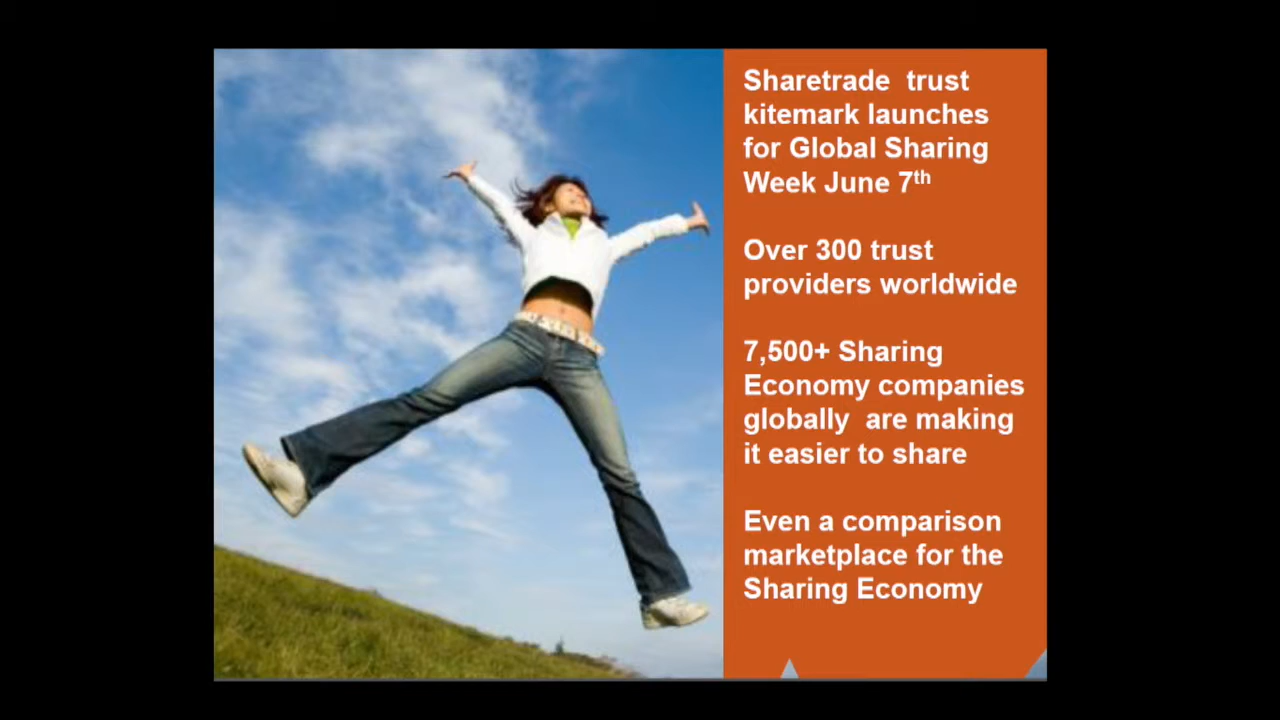 Sharetrade  trust
kitemark launches
for Global Sharing
Week June 7th
Over 300 trust
providers worldwide
7,500+ Sharing
Economy companies
globally  are making
it easier to share
Even a comparison
marketplace for the
Sharing Economy